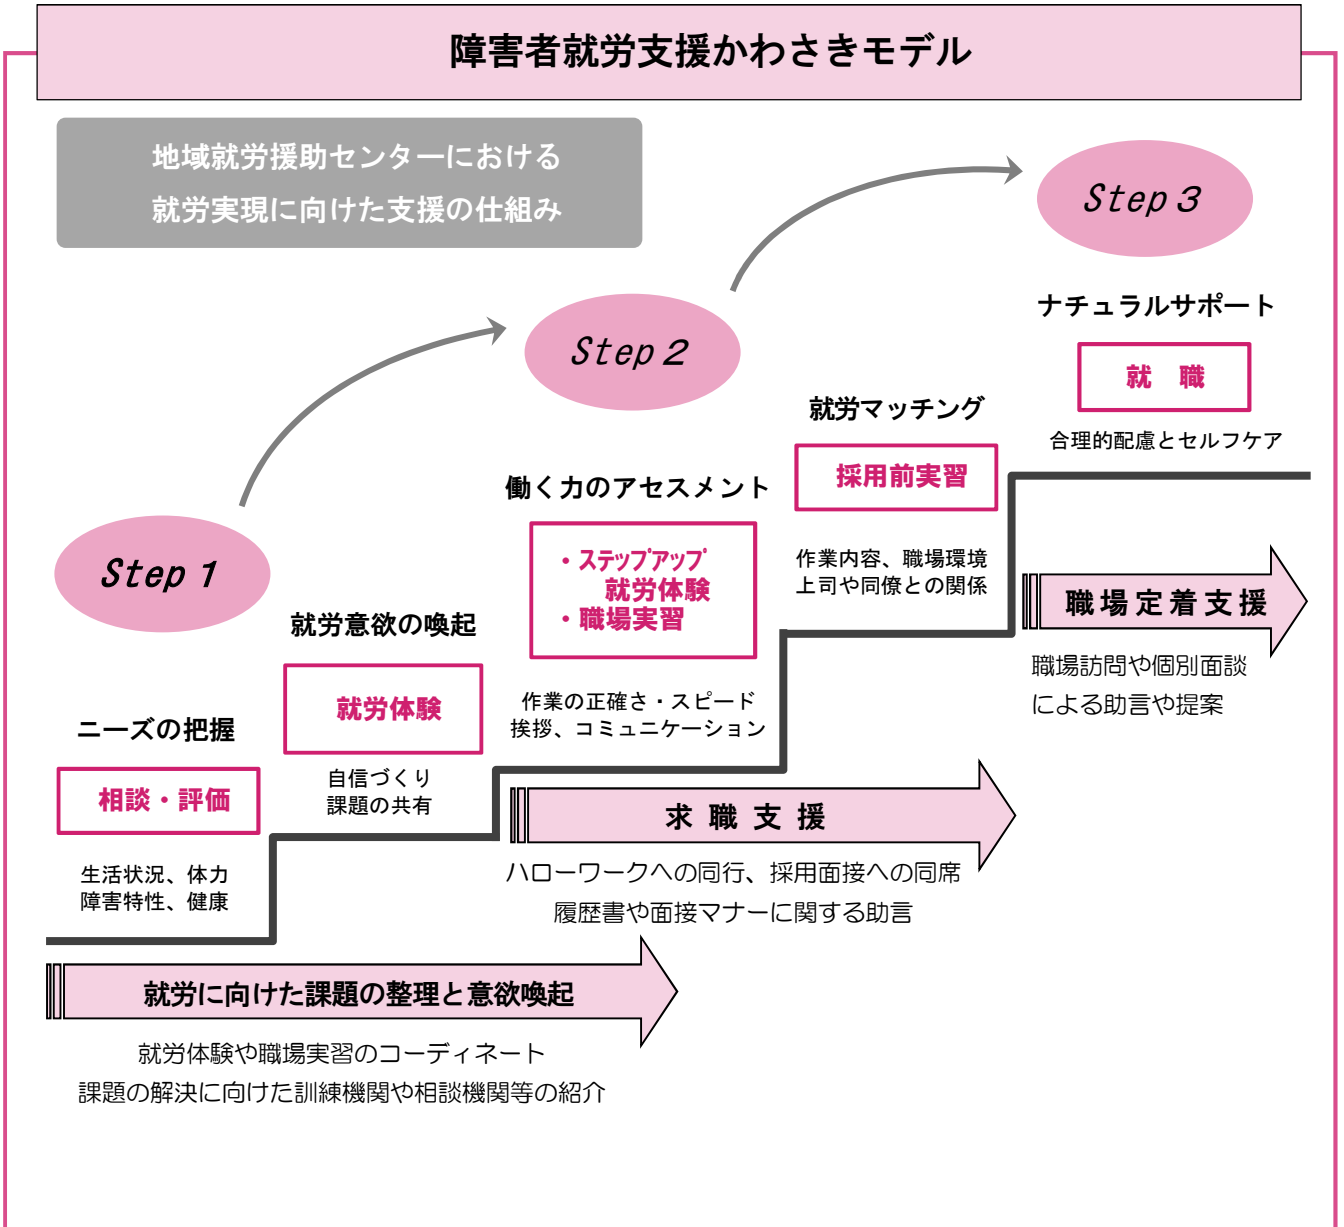 障害者就労支援かわさきモデル
地域就労援助センターにおける
就労実現に向けた支援の仕組み
Step 1
ニーズの把握
相談・評価
生活状況、体力
障害特性、健康
就労意欲の喚起
就労体験
自信づくり
課題の共有
就労に向けた課題の整理と意欲喚起
就労体験や職場実習のコーディネート
課題の解決に向けた訓練機関や相談機関等の紹介
Step 2
働く力のアセスメント
・ステップアップ
就労体験
・職場実習
作業の正確さ・スピード
挨拶、コミュニケーション
就労マッチング
採用前実習
作業内容、職場環境
上司や同僚との関係
求職支援
ハローワークへの同行、採用面接への同席
履歴書や面接マナーに関する助言
Step 3
ナチュラルサポート
就 職
合理的配慮とセルフケア
職場定着支援
職場訪問や個別面談
による助言や提案